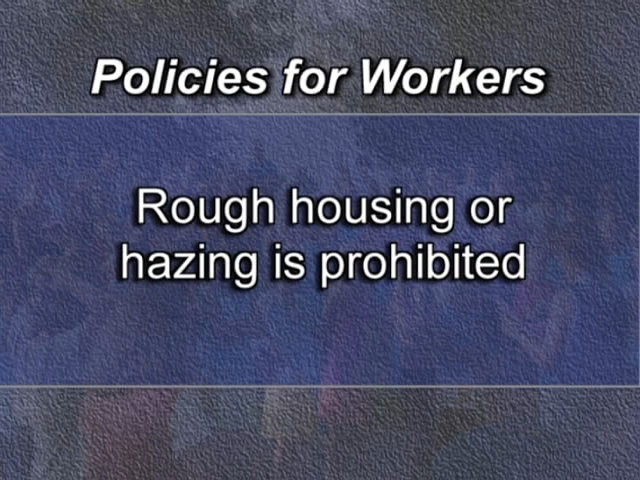 Policies for Workers
Rough housing or
hazing is prohibited